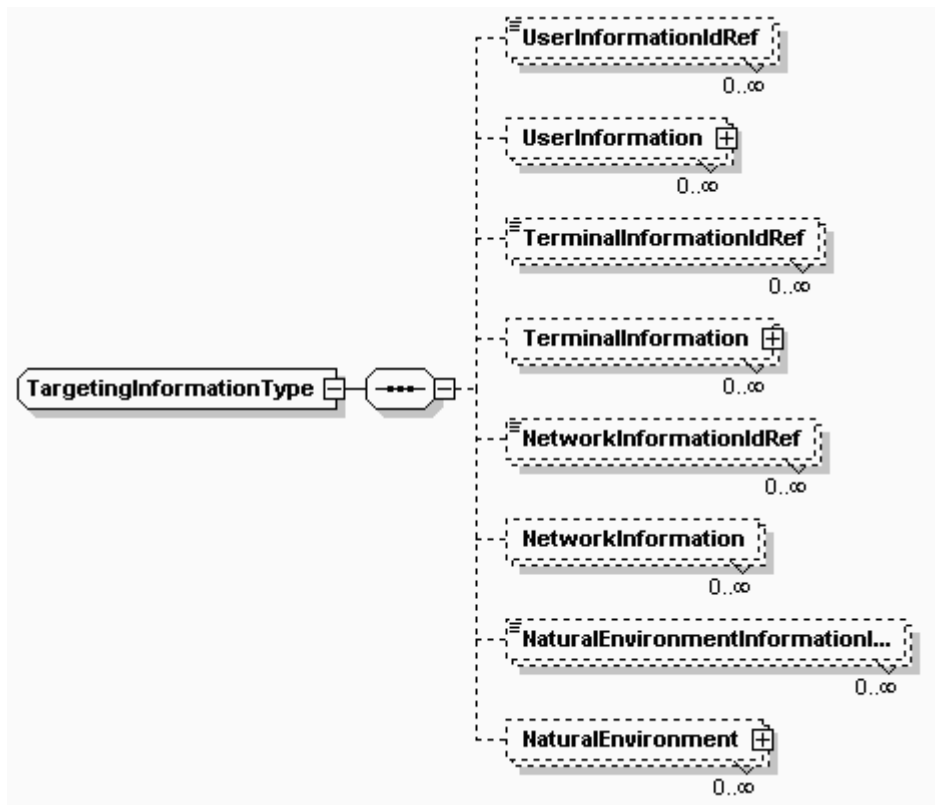 UserInformationIdRef
0..∞
UserInformation
0..∞
TerminalInformationIdRef
0..∞
TerminalInformation
0..∞
TargetingInformationType
NetworkInformationIdRef
0..∞
NetworkInformation
0..∞
NaturalEnvironmentInformationI...
0..∞
NaturalEnvironment
0..∞